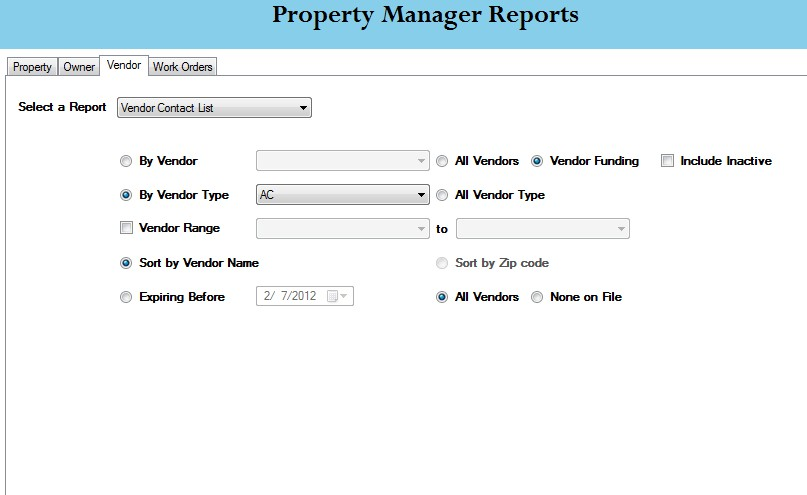 Property Manager Reports
Property Owner Vendor Work Orders
Select a Report Vendor Contact List
By Vendor All Vendors Vendor Funding Include Inactive
By Vendor Type AC All Vendor Type
Vendor Range to
Sort by Vendor Name Sort by Zip code
Expiring Before 2/ 7/2012 All Vendors None on File